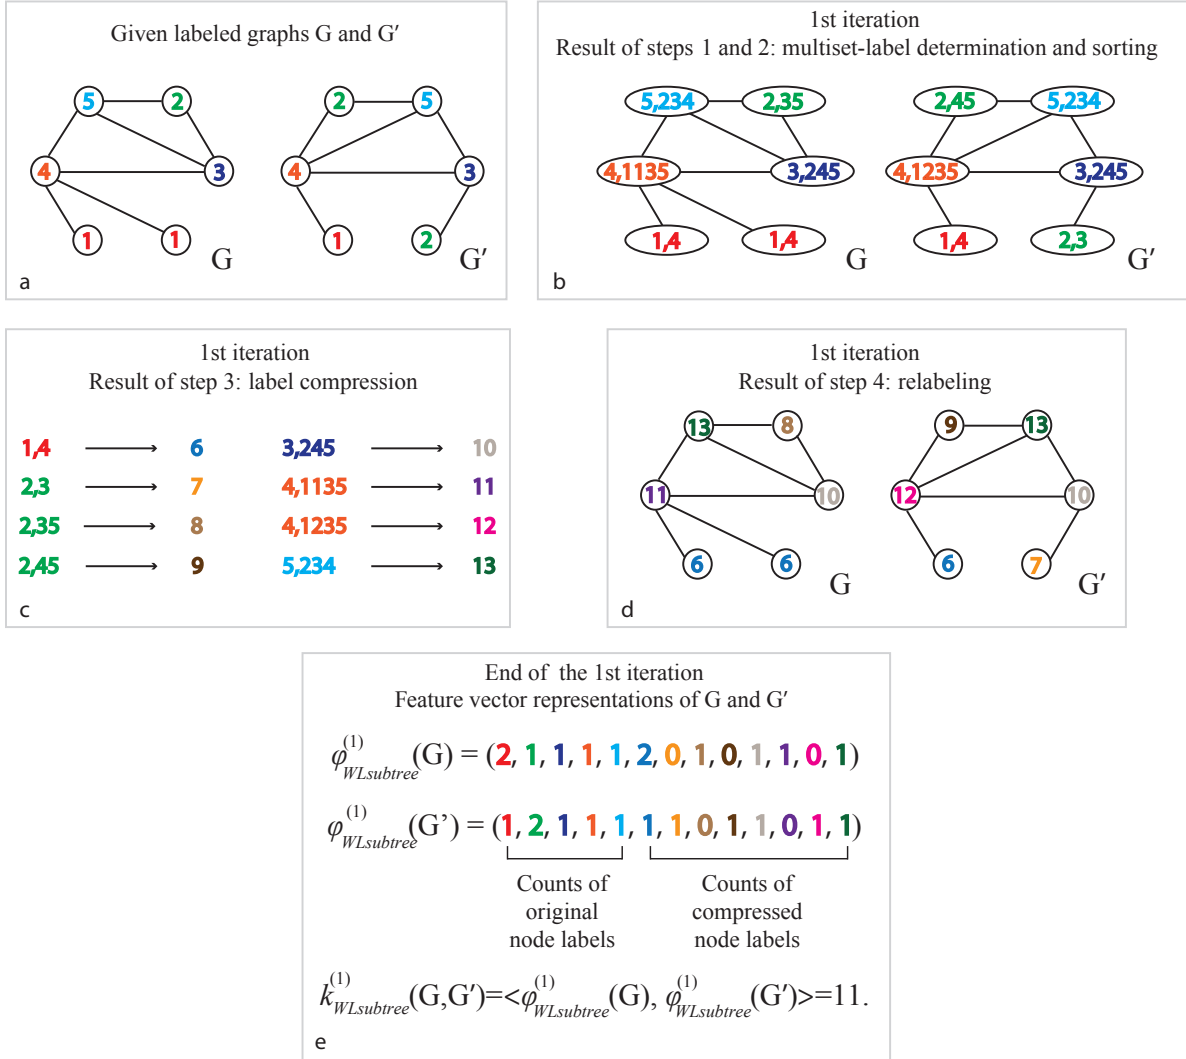 Given labeled graphs G and G′
5 2 2 5
4 3 4 3
1 1 1 2
G G′
a
1st iteration
Result of steps 1 and 2: multiset-label determination and sorting
5,234 2,35 2,45 5,234
4,1135 3,245 4,1235 3,245
1,4 1,4 1,4 2,3
G G′
b
1st iteration
Result of step 3: label compression
1,4 → 6 3,245 → 10
2,3 → 7 4,1135 → 11
2,35 → 8 4,1235 → 12
2,45 → 9 5,234 → 13
c
1st iteration
Result of step 4: relabeling
13 8 9 13
11 10 12 10
6 6 6 7
G G′
d
End of the 1st iteration
Feature vector representations of G and G′
φ(1)WLsubtree(G) = (2, 1, 1, 1, 1, 2, 0, 1, 0, 1, 1, 0, 1)
φ(1)WLsubtree(G’) = (1, 2, 1, 1, 1, 1, 1, 0, 1, 1, 0, 1, 1)
Counts of Counts of
original compressed
node labels node labels
k(1)WLsubtree(G,G′)=<φ(1)WLsubtree(G), φ(1)WLsubtree(G′)>=11.
e